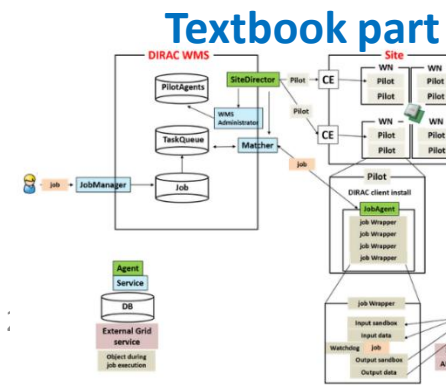 Textbook part
DIRAC WMS
Site
PilotAgents
SiteDirector
Pilot
CE
WN
Pilot
Pilot
WN
Pilot
Pilot
Pilot
WMS
Administrator
TaskQueue
Matcher
CE
WN
Pilot
Pilot
WN
Pilot
Pilot
job
JobManager
Job
job
Pilot
DIRAC client install
JobAgent
job Wrapper
job Wrapper
job Wrapper
job Wrapper
Agent
Service
DB
External Grid
service
Object during
job execution
job Wrapper
Input sandbox
Input data
Watchdog
job
Output sandbox
Output data